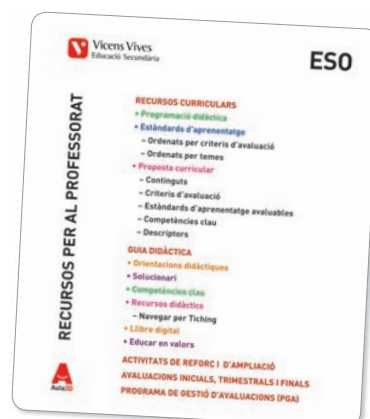 Vicens Vives
Educació Secundària
ESO
RECURSOS PER AL PROFESSORAT
RECURSOS CURRICULARS
• Programació didàctica
• Estàndards d'aprenentatge
– Ordenats per criteris d'avaluació
– Ordenats per temes
• Proposta curricular
– Continguts
– Criteris d'avaluació
– Estàndards d'aprenentatge avaluables
– Competències clau
– Descriptors
GUIA DIDÀCTICA
• Orientacions didàctiques
• Solucionari
• Competències clau
• Recursos didàctics
– Navegar per Tiching
• Llibre digital
• Educar en valors
ACTIVITATS DE REFORÇ I D'AMPLIACIÓ
AVALUACIONS INICIALS, TRIMESTRALS I FINALS
PROGRAMA DE GESTIÓ D'AVALUACIONS (PGA)
Aula3D